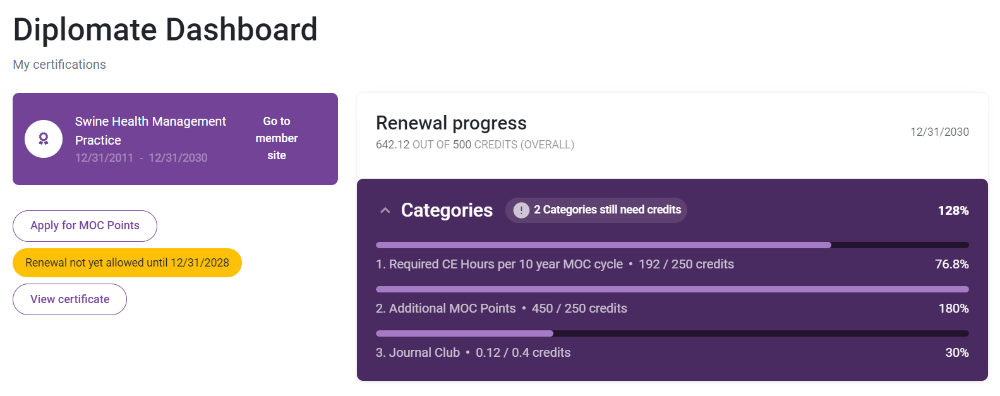 Diplomate Dashboard
My certifications
Swine Health Management
Practice
12/31/2011 - 12/31/2030
Go to
member
site
Apply for MOC Points
Renewal not yet allowed until 12/31/2028
View certificate
Renewal progress
642.12 OUT OF 500 CREDITS (OVERALL)
12/31/2030
Categories
! 2 Categories still need credits
128%
1. Required CE Hours per 10 year MOC cycle • 192 / 250 credits
76.8%
2. Additional MOC Points • 450 / 250 credits
180%
3. Journal Club • 0.12 / 0.4 credits
30%